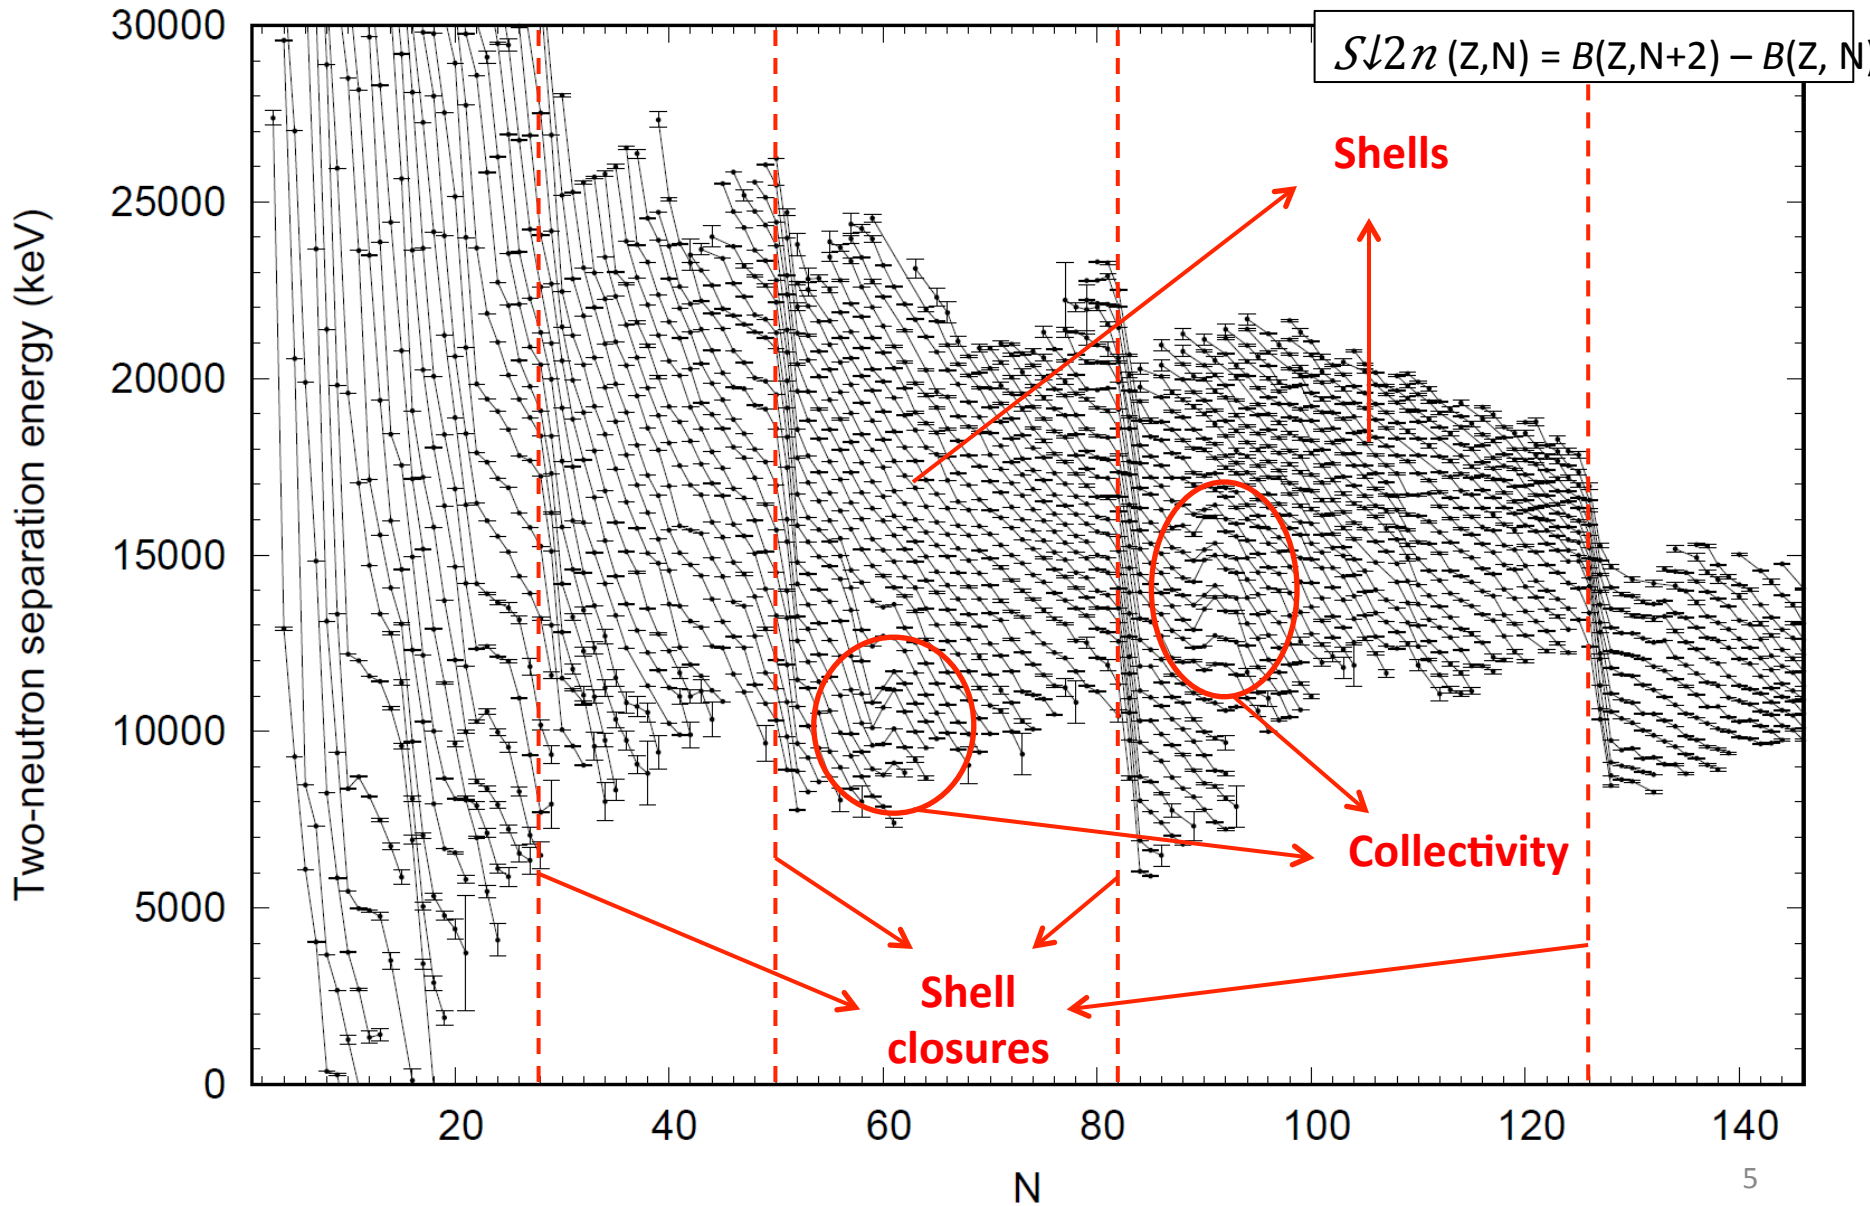 S↓2n (Z,N) = B(Z,N+2) – B(Z, N)
30000
25000
20000
15000
10000
5000
0
Two-neutron separation energy (keV)
Shells
Collectivity
Shell
closures
20 40 60 80 100 120 140
N
5